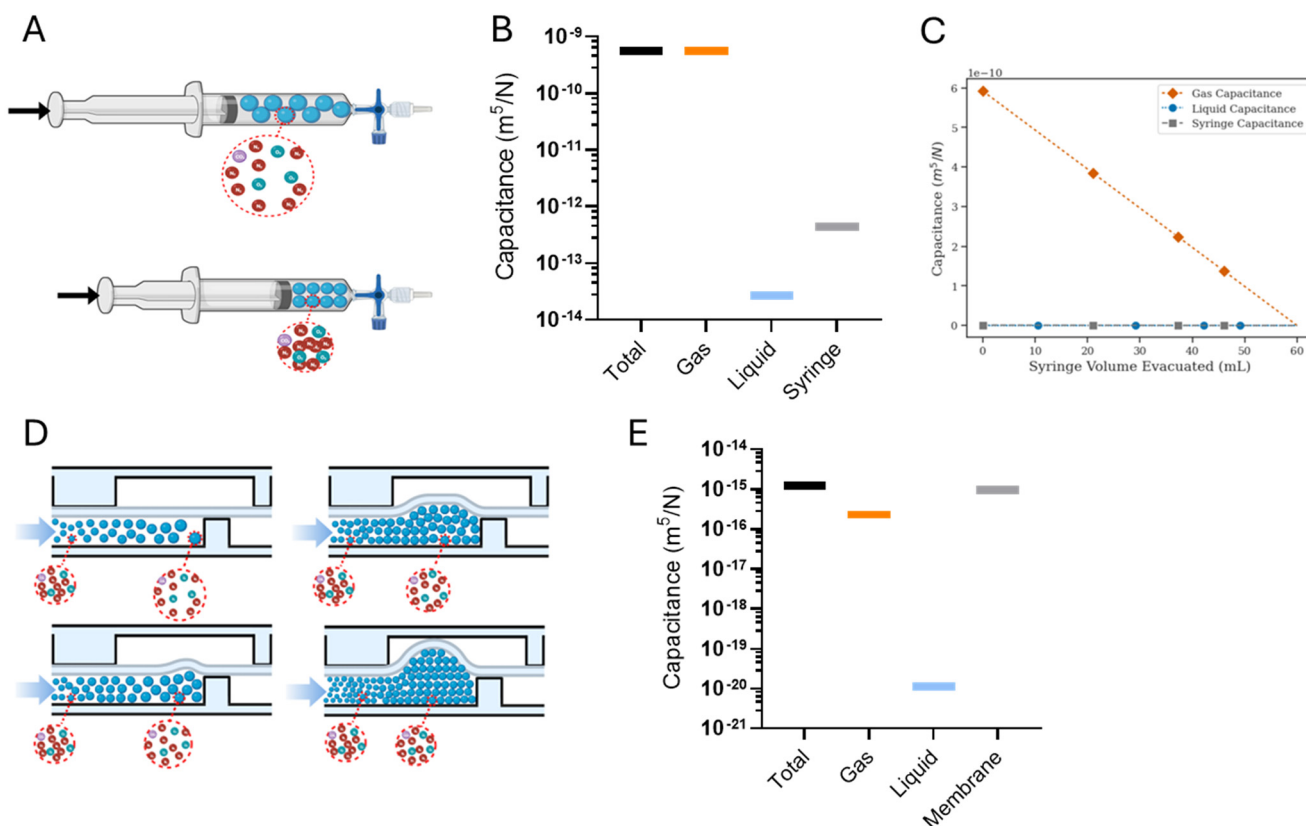 A
B
Capacitance (m⁵/N)
10⁻⁹
10⁻¹⁰
10⁻¹¹
10⁻¹²
10⁻¹³
10⁻¹⁴
Total
Gas
Liquid
Syringe
C
1e−10
Capacitance (m⁵/N)
6
5
4
3
2
1
0
0
10
20
30
40
50
60
Syringe Volume Evacuated (mL)
Gas Capacitance
Liquid Capacitance
Syringe Capacitance
D
E
Capacitance (m⁵/N)
10⁻¹⁴
10⁻¹⁵
10⁻¹⁶
10⁻¹⁷
10⁻¹⁸
10⁻¹⁹
10⁻²⁰
10⁻²¹
Total
Gas
Liquid
Membrane